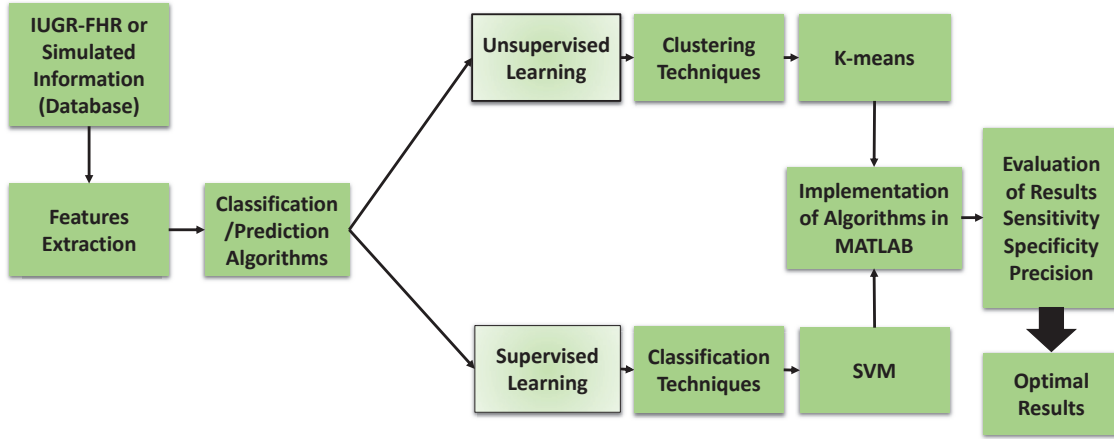 IUGR-FHR or
Simulated
Information
(Database)
Features
Extraction
Classification
/Prediction
Algorithms
Unsupervised
Learning
Clustering
Techniques
K-means
Supervised
Learning
Classification
Techniques
SVM
Implementation
of Algorithms in
MATLAB
Evaluation
of Results
Sensitivity
Specificity
Precision
Optimal
Results